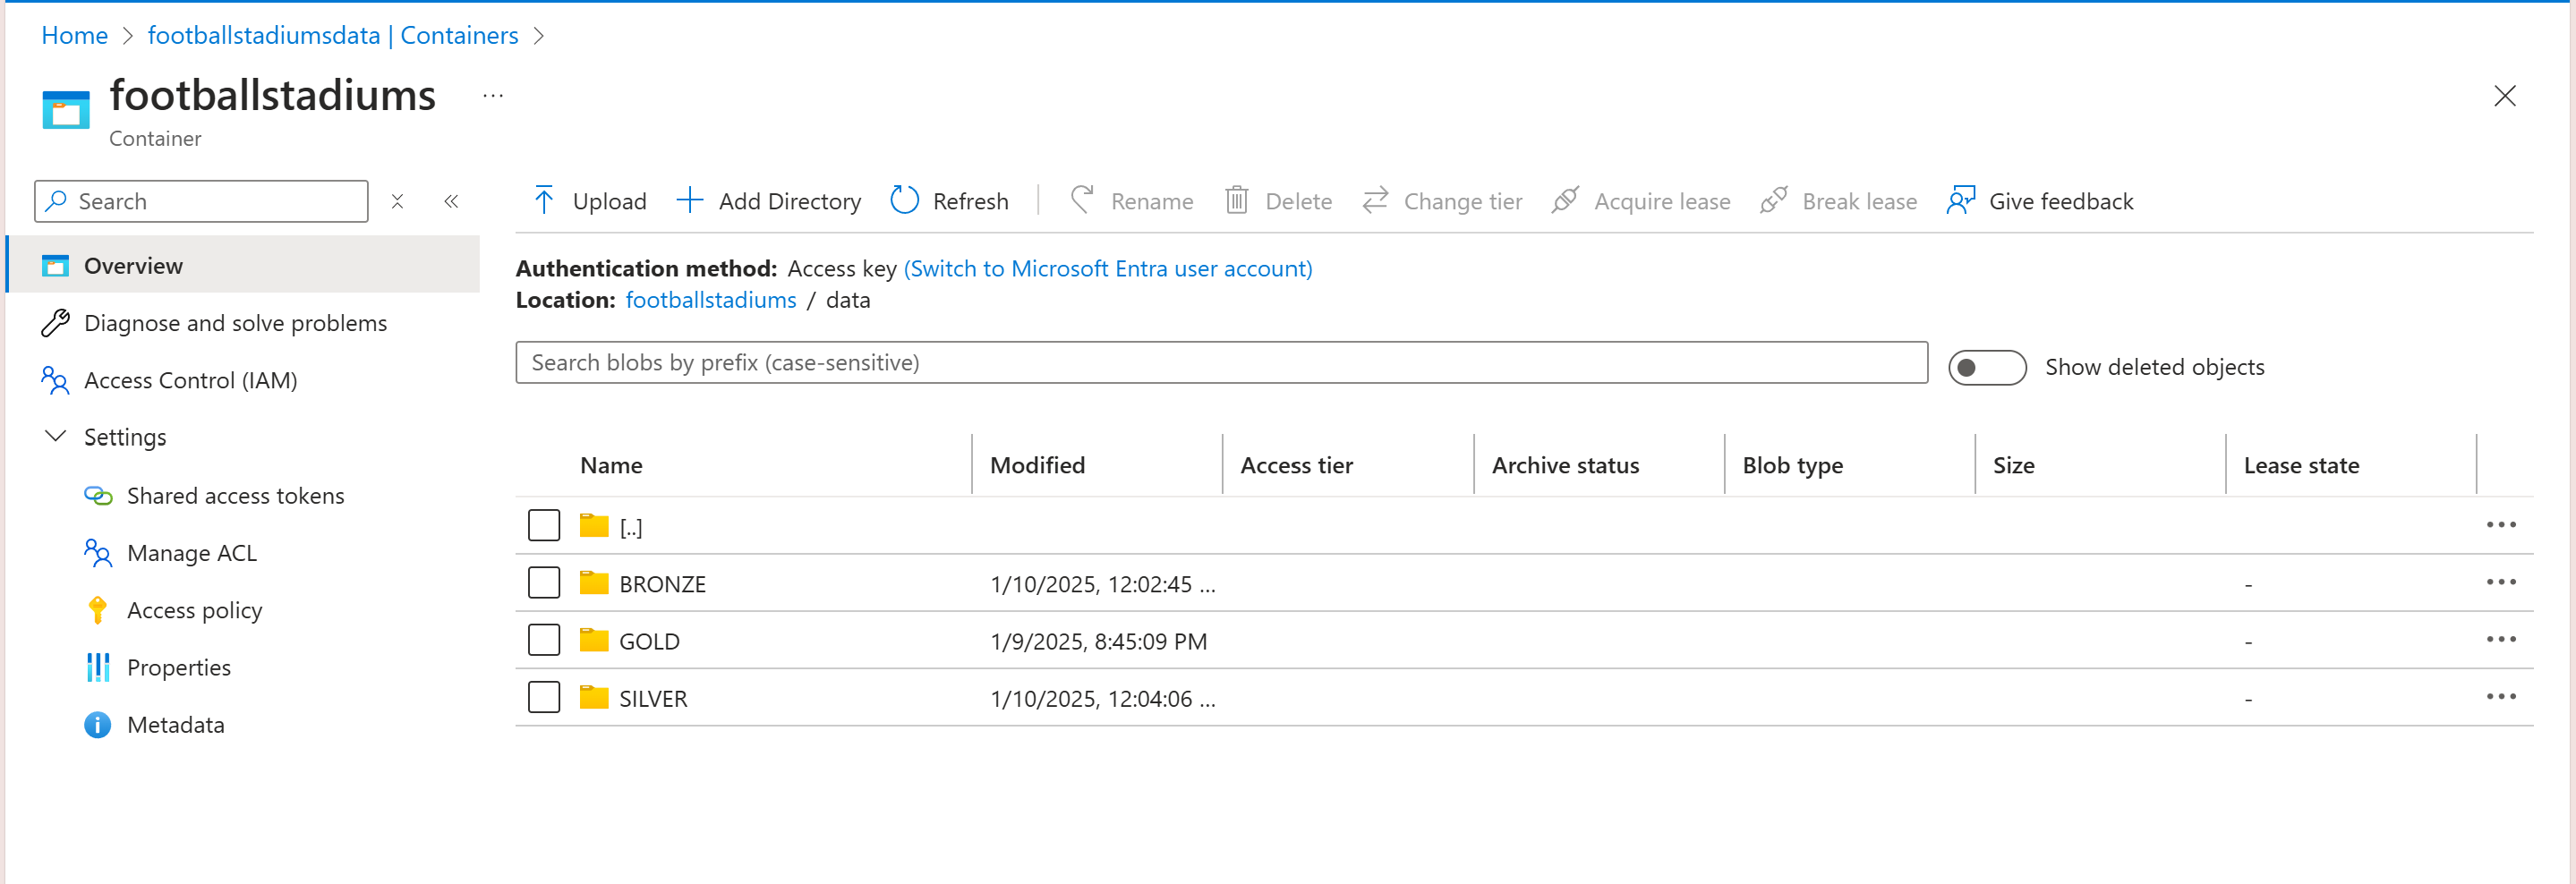 Home > footballstadiumsdata | Containers >
footballstadiums ...
Container
Search
Overview
Diagnose and solve problems
Access Control (IAM)
Settings
Shared access tokens
Manage ACL
Access policy
Properties
Metadata
Upload Add Directory Refresh Rename Delete Change tier Acquire lease Break lease Give feedback
Authentication method: Access key (Switch to Microsoft Entra user account)
Location: footballstadiums / data
Search blobs by prefix (case-sensitive)
Show deleted objects
Name Modified Access tier Archive status Blob type Size Lease state
[..]
BRONZE 1/10/2025, 12:02:45 ... -
GOLD 1/9/2025, 8:45:09 PM -
SILVER 1/10/2025, 12:04:06 ... -